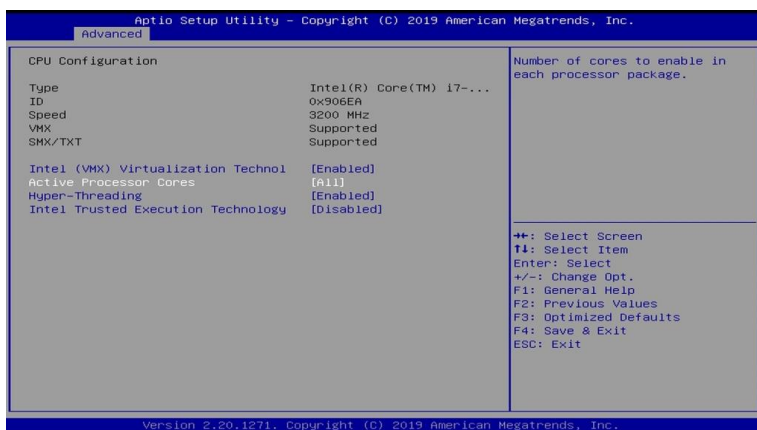 Aptio Setup Utility – Copyright (C) 2019 American Megatrends, Inc.
Advanced
CPU Configuration
Type Intel(R) Core(TM) i7-...
ID 0x906EA
Speed 3200 MHz
VMX Supported
SMX/TXT Supported
Intel (VMX) Virtualization Technol [Enabled]
Active Processor Cores [All]
Hyper-Threading [Enabled]
Intel Trusted Execution Technology [Disabled]
Number of cores to enable in
each processor package.
→←: Select Screen
↑↓: Select Item
Enter: Select
+/-: Change Opt.
F1: General Help
F2: Previous Values
F3: Optimized Defaults
F4: Save & Exit
ESC: Exit
Version 2.20.1271. Copyright (C) 2019 American Megatrends, Inc.